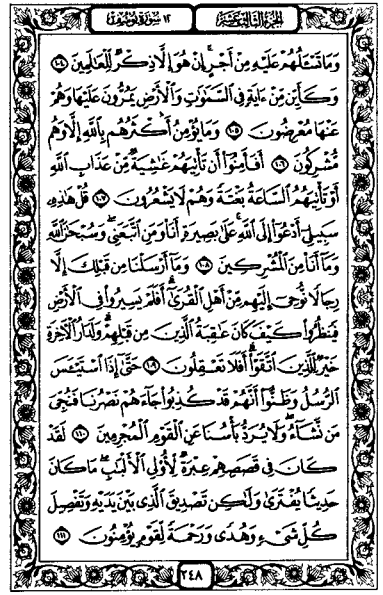 الجزء الثالث عشر ١٢ سورة يوسف
وَمَا تَسْـَٔلُهُمْ عَلَيْهِ مِنْ أَجْرٍ إِنْ هُوَ إِلَّا ذِكْرٌ لِّلْعَٰلَمِينَ ١٠٤
وَكَأَيِّن مِّنْ ءَايَةٍ فِى ٱلسَّمَٰوَٰتِ وَٱلْأَرْضِ يَمُرُّونَ عَلَيْهَا وَهُمْ
عَنْهَا مُعْرِضُونَ ١٠٥ وَمَا يُؤْمِنُ أَكْثَرُهُم بِٱللَّهِ إِلَّا وَهُم
مُّشْرِكُونَ ١٠٦ أَفَأَمِنُوٓا۟ أَن تَأْتِيَهُمْ غَٰشِيَةٌ مِّنْ عَذَابِ ٱللَّهِ
أَوْ تَأْتِيَهُمُ ٱلسَّاعَةُ بَغْتَةً وَهُمْ لَا يَشْعُرُونَ ١٠٧ قُلْ هَٰذِهِۦ
سَبِيلِىٓ أَدْعُوٓا۟ إِلَى ٱللَّهِ عَلَىٰ بَصِيرَةٍ أَنَا۠ وَمَنِ ٱتَّبَعَنِى وَسُبْحَٰنَ ٱللَّهِ
وَمَآ أَنَا۠ مِنَ ٱلْمُشْرِكِينَ ١٠٨ وَمَآ أَرْسَلْنَا مِن قَبْلِكَ إِلَّا
رِجَالًا نُّوحِىٓ إِلَيْهِم مِّنْ أَهْلِ ٱلْقُرَىٰٓ أَفَلَمْ يَسِيرُوا۟ فِى ٱلْأَرْضِ
فَيَنظُرُوا۟ كَيْفَ كَانَ عَٰقِبَةُ ٱلَّذِينَ مِن قَبْلِهِمْ وَلَدَارُ ٱلْءَاخِرَةِ
خَيْرٌ لِّلَّذِينَ ٱتَّقَوْا۟ أَفَلَا تَعْقِلُونَ ١٠٩ حَتَّىٰٓ إِذَا ٱسْتَيْـَٔسَ
ٱلرُّسُلُ وَظَنُّوٓا۟ أَنَّهُمْ قَدْ كُذِبُوا۟ جَآءَهُمْ نَصْرُنَا فَنُجِّىَ
مَن نَّشَآءُ وَلَا يُرَدُّ بَأْسُنَا عَنِ ٱلْقَوْمِ ٱلْمُجْرِمِينَ ١١٠ لَقَدْ
كَانَ فِى قَصَصِهِمْ عِبْرَةٌ لِّأُو۟لِى ٱلْأَلْبَٰبِ مَا كَانَ
حَدِيثًا يُفْتَرَىٰ وَلَٰكِن تَصْدِيقَ ٱلَّذِى بَيْنَ يَدَيْهِ وَتَفْصِيلَ
كُلِّ شَىْءٍ وَهُدًى وَرَحْمَةً لِّقَوْمٍ يُؤْمِنُونَ ١١١
٢٤٨